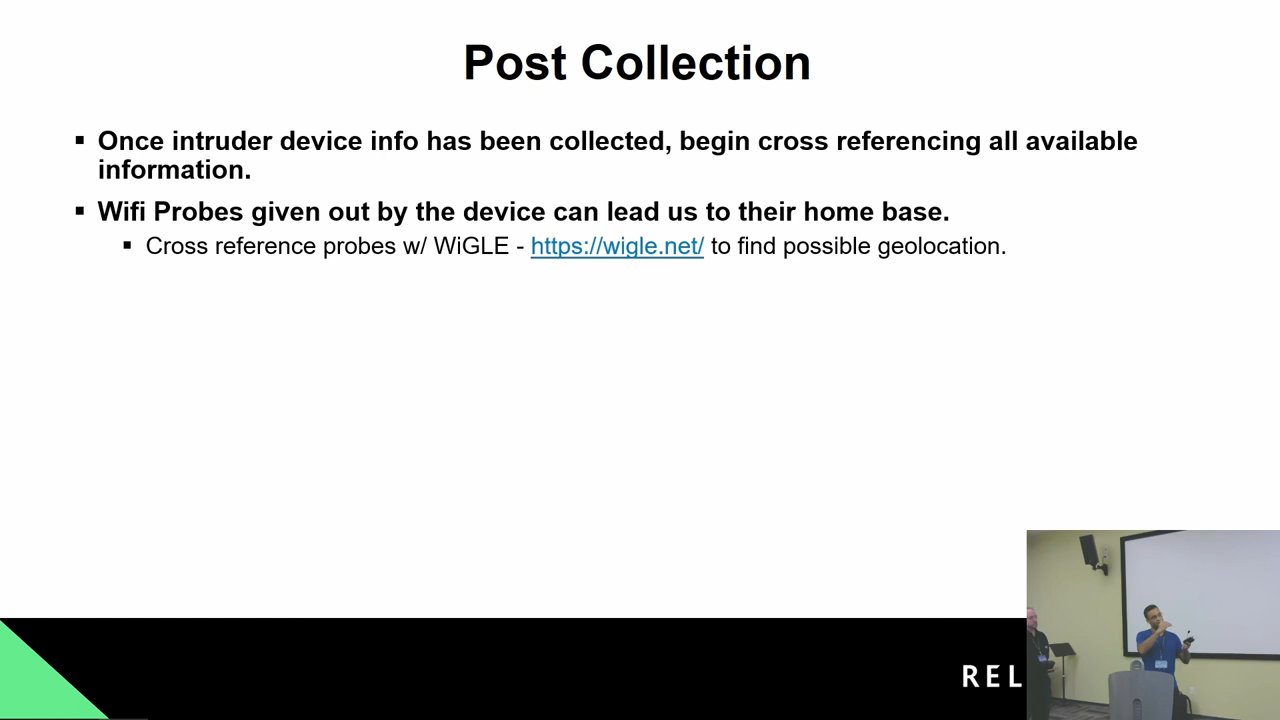 Post Collection
▪ Once intruder device info has been collected, begin cross referencing all available
information.
▪ Wifi Probes given out by the device can lead us to their home base.
▪ Cross reference probes w/ WiGLE - https://wigle.net/ to find possible geolocation.
REL